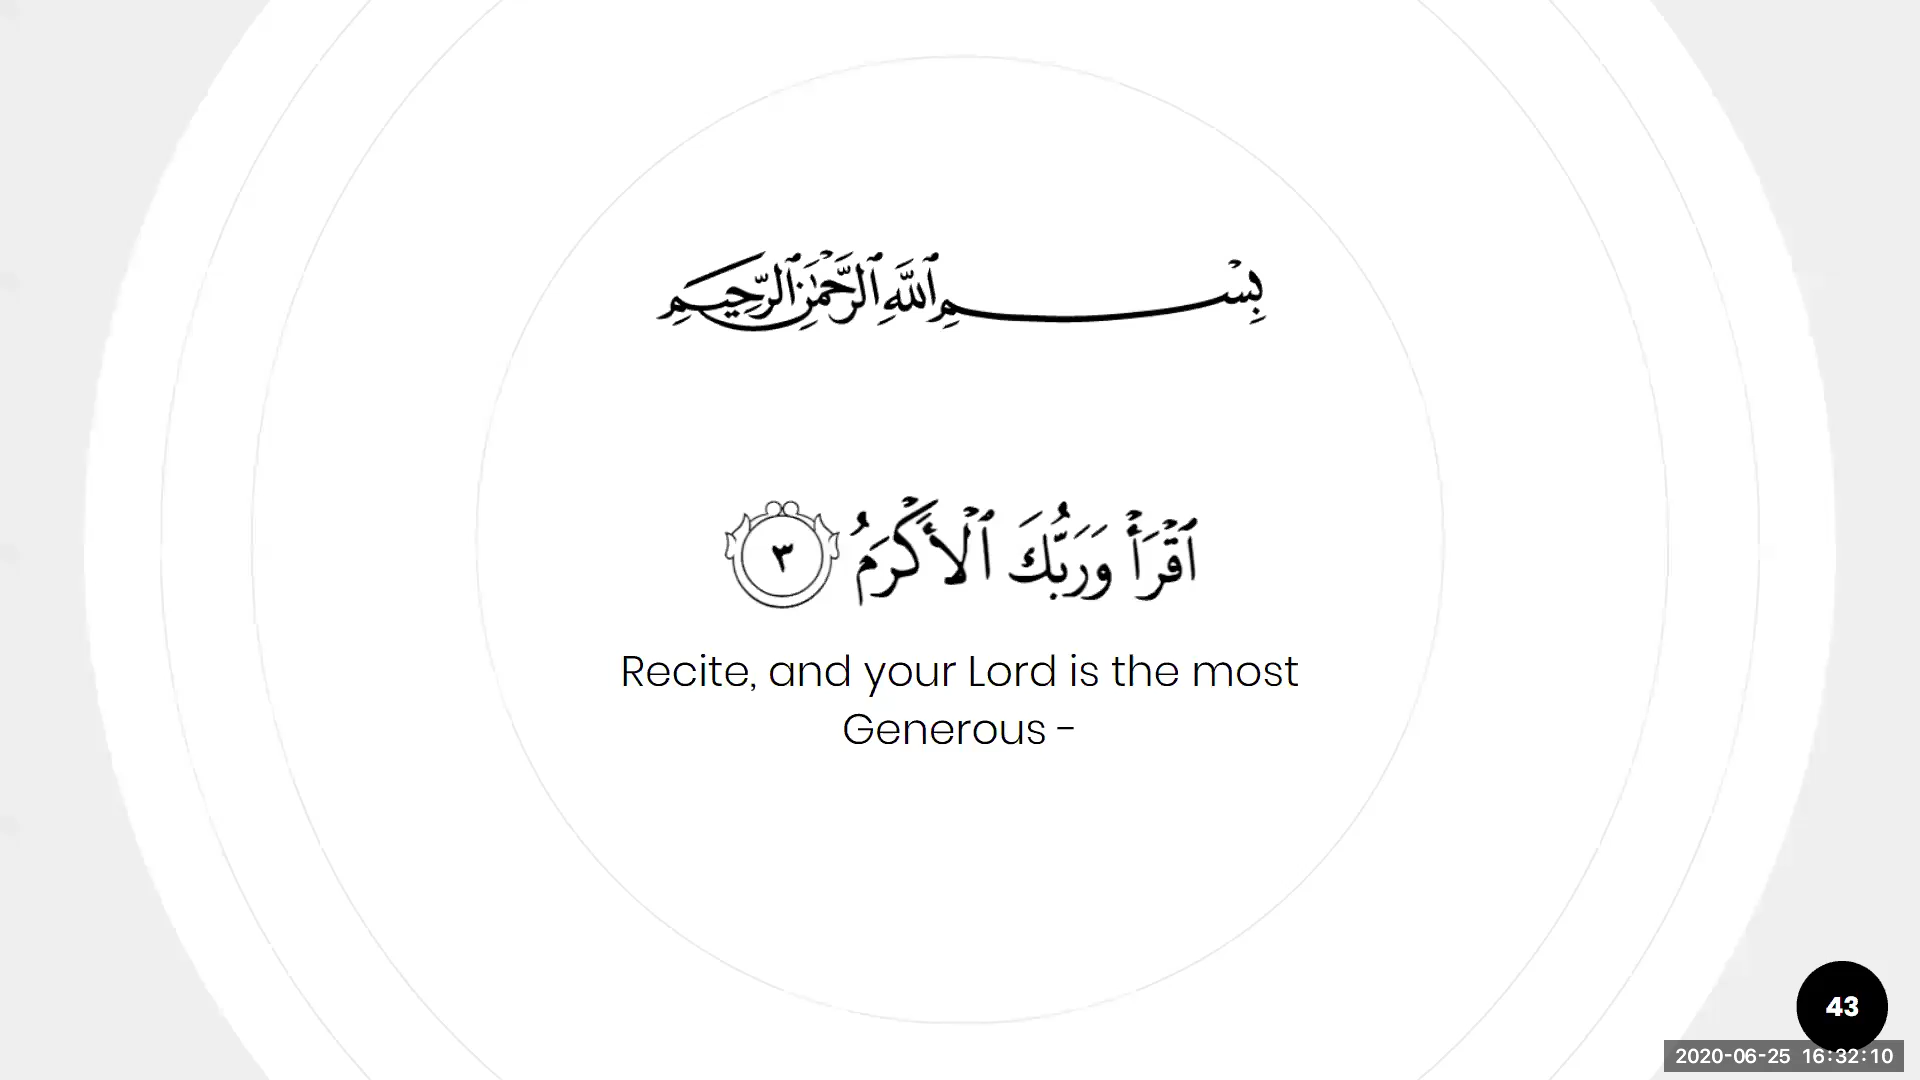 بِسْمِ ٱللَّهِ ٱلرَّحْمَٰنِ ٱلرَّحِيمِ
ٱقْرَأْ وَرَبُّكَ ٱلْأَكْرَمُ ٣
Recite, and your Lord is the most
Generous -
43
2020-06-25 16:32:10